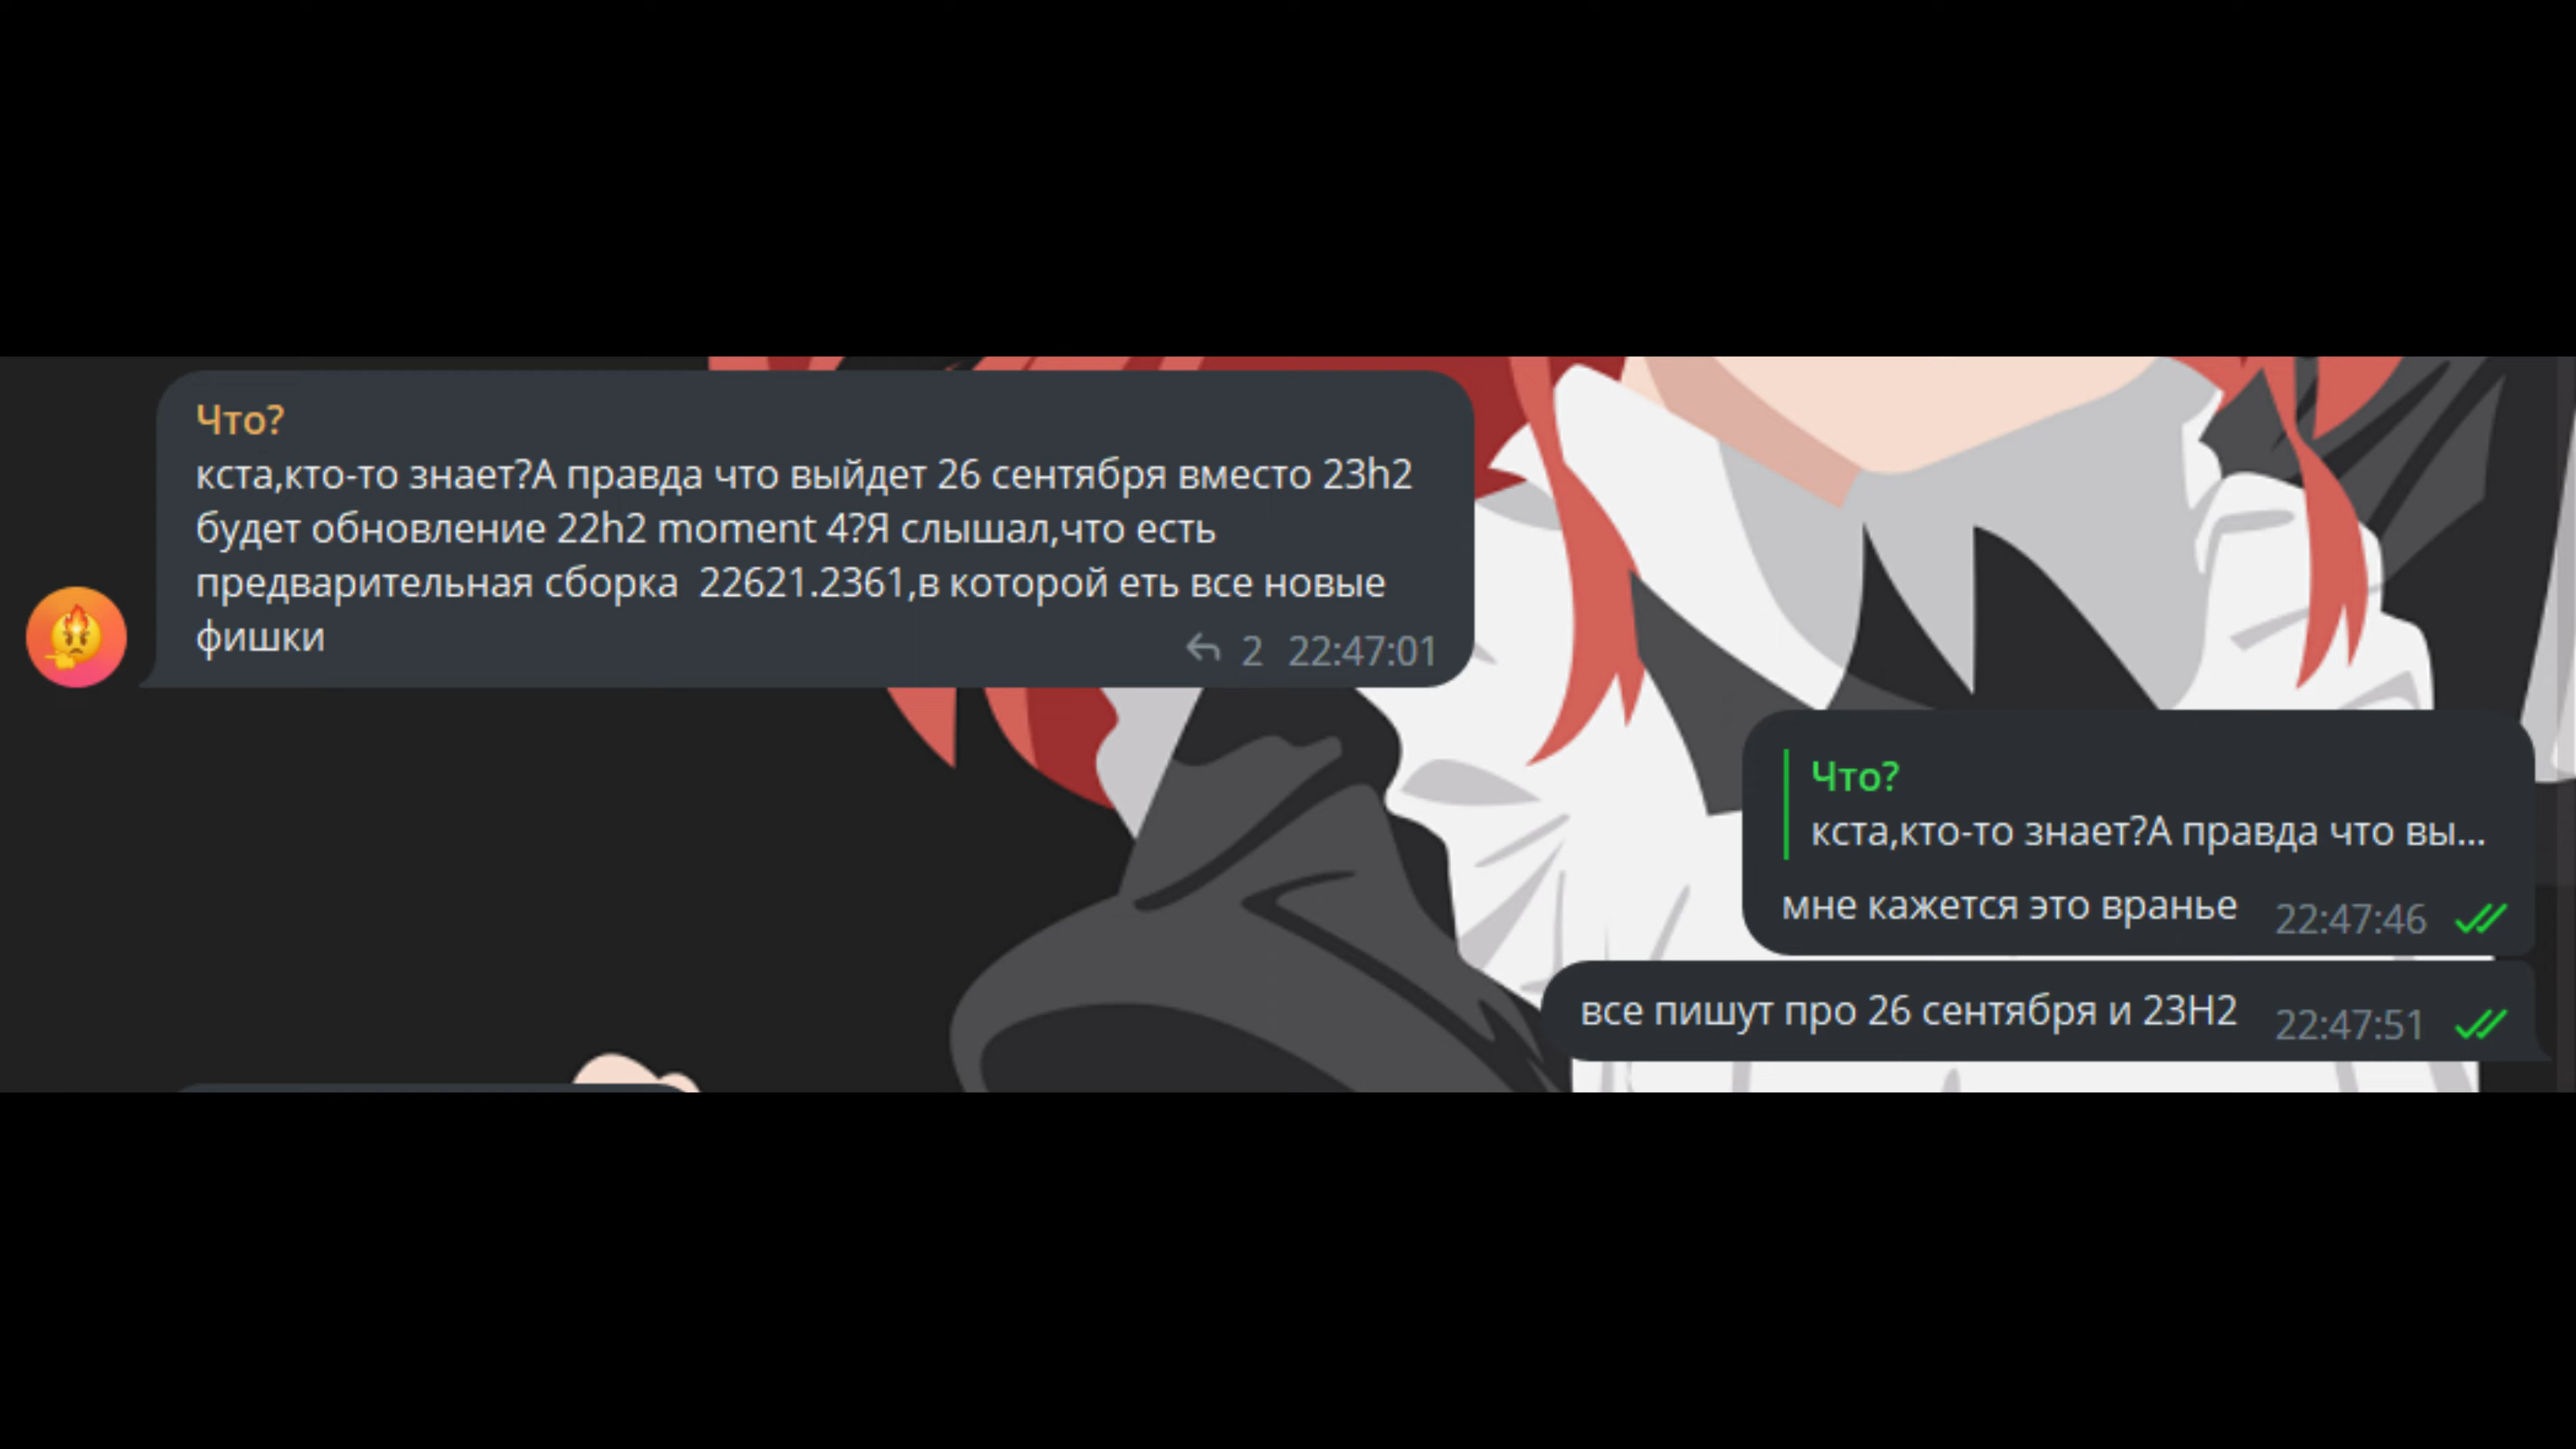 Что?
кста,кто-то знает?А правда что выйдет 26 сентября вместо 23h2
будет обновление 22h2 moment 4?Я слышал,что есть
предварительная сборка  22621.2361,в которой еть все новые
фишки
2 22:47:01
Что?
кста,кто-то знает?А правда что вы...
мне кажется это вранье 22:47:46
все пишут про 26 сентября и 23H2 22:47:51